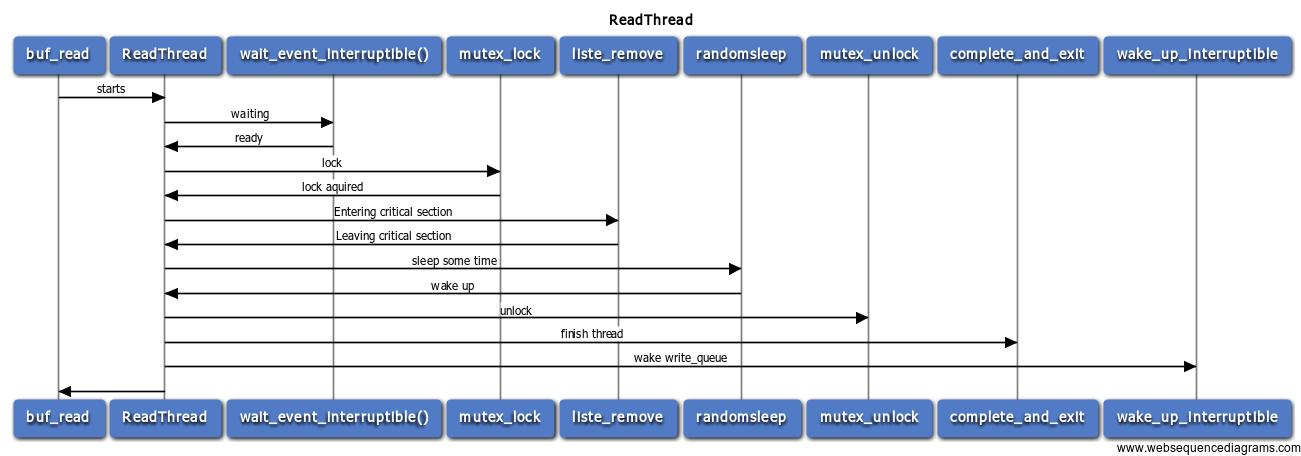 ReadThread
buf_read ReadThread wait_event_interruptible() mutex_lock liste_remove randomsleep mutex_unlock complete_and_exit wake_up_interruptible
starts
waiting
ready
lock
lock aquired
Entering critical section
Leaving critical section
sleep some time
wake up
unlock
finish thread
wake write_queue
buf_read ReadThread wait_event_interruptible() mutex_lock liste_remove randomsleep mutex_unlock complete_and_exit wake_up_interruptible
www.websequencediagrams.com